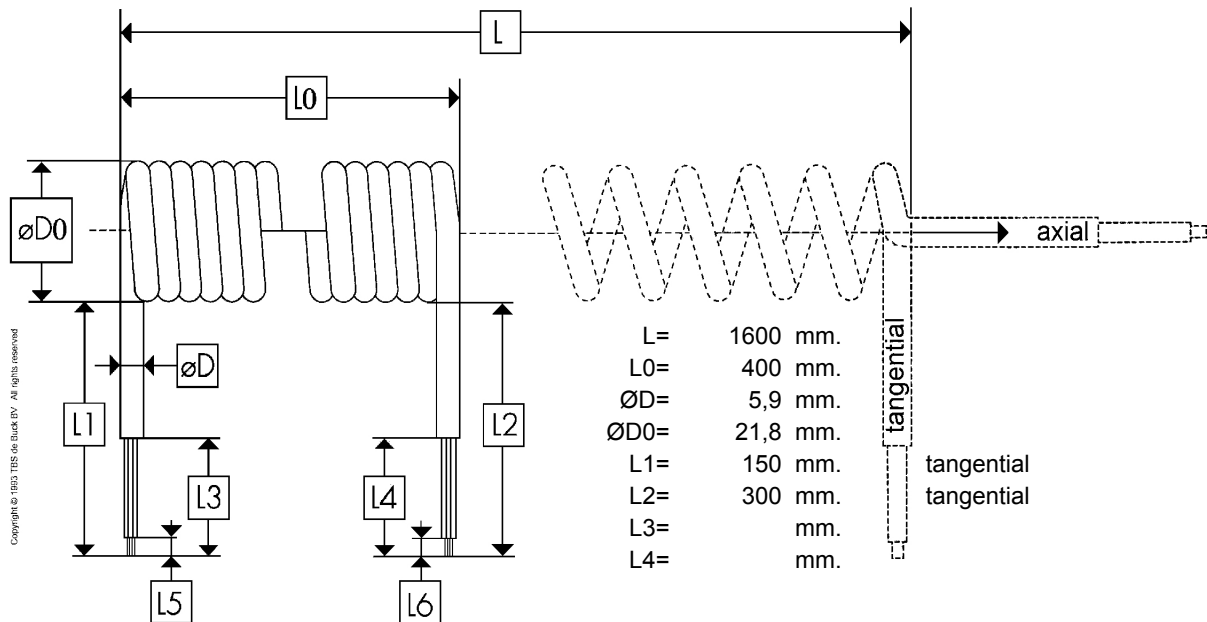 L
L0
øD0
axial
øD
tangential
L1
L2
L3
L4
L5
L6
L= 1600 mm.
L0= 400 mm.
ØD= 5,9 mm.
ØD0= 21,8 mm.
L1= 150 mm. tangential
L2= 300 mm. tangential
L3= mm.
L4= mm.
Copyright © 1993 TBS de Buck BV All rights reserved